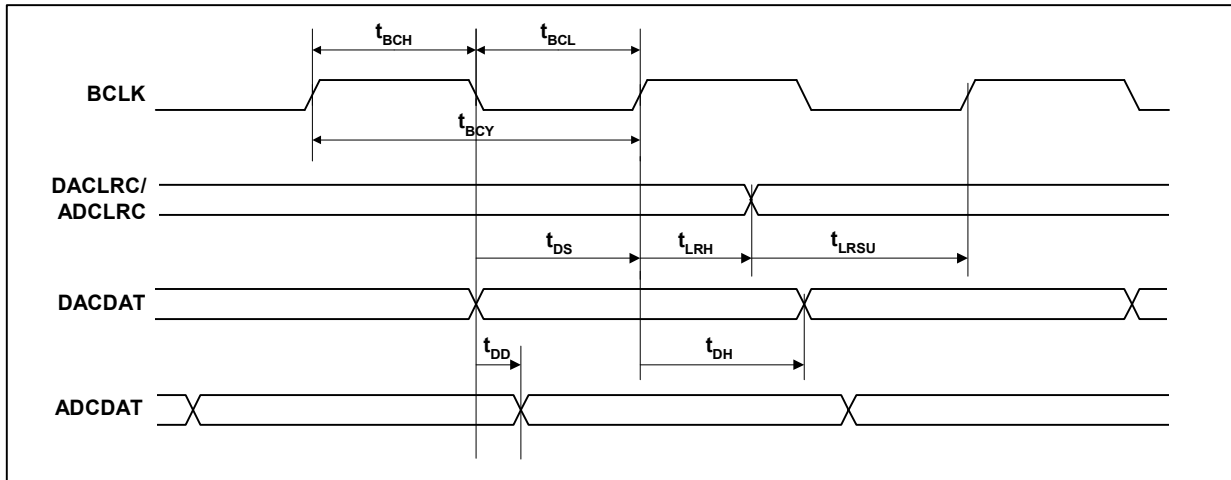 tBCH
tBCL
BCLK
tBCY
DACLRC/
ADCLRC
tDS
tLRH
tLRSU
DACDAT
tDD
tDH
ADCDAT